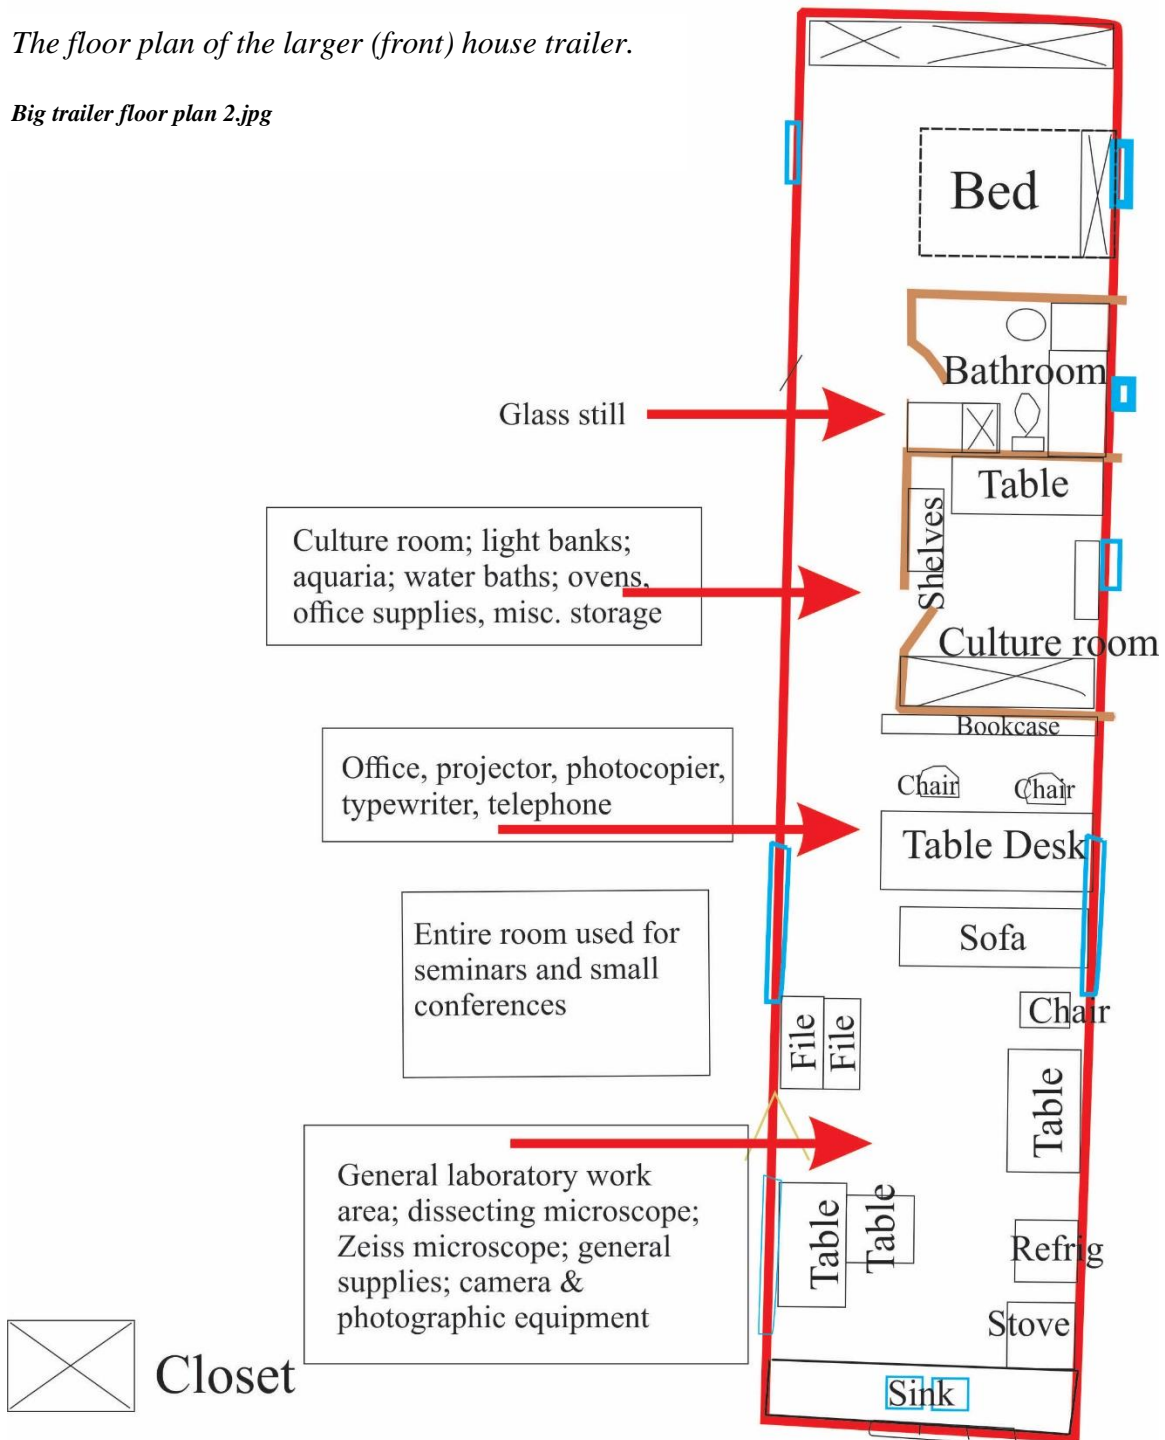 The floor plan of the larger (front) house trailer.
Big trailer floor plan 2.jpg
Bed
Bathroom
Glass still
Table
Shelves
Culture room; light banks;
aquaria; water baths; ovens,
office supplies, misc. storage
Culture room
Bookcase
Office, projector, photocopier,
typewriter, telephone
Chair
Chair
Table Desk
Entire room used for
seminars and small
conferences
Sofa
Chair
File
File
Table
General laboratory work
area; dissecting microscope;
Zeiss microscope; general
supplies; camera &
photographic equipment
Table
Table
Refrig
Stove
Closet
Sink